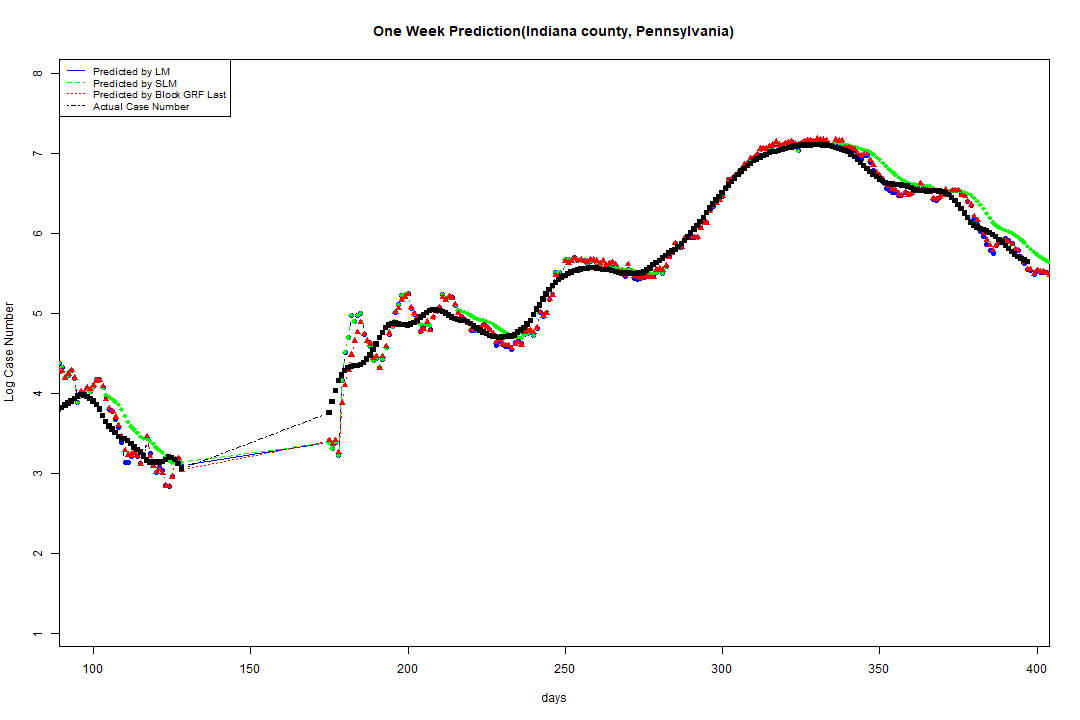 One Week Prediction(Indiana county, Pennsylvania)
Predicted by LM
Predicted by SLM
Predicted by Block GRF Last
Actual Case Number
8
7
6
5
4
3
2
1
Log Case Number
100 150 200 250 300 350 400
days